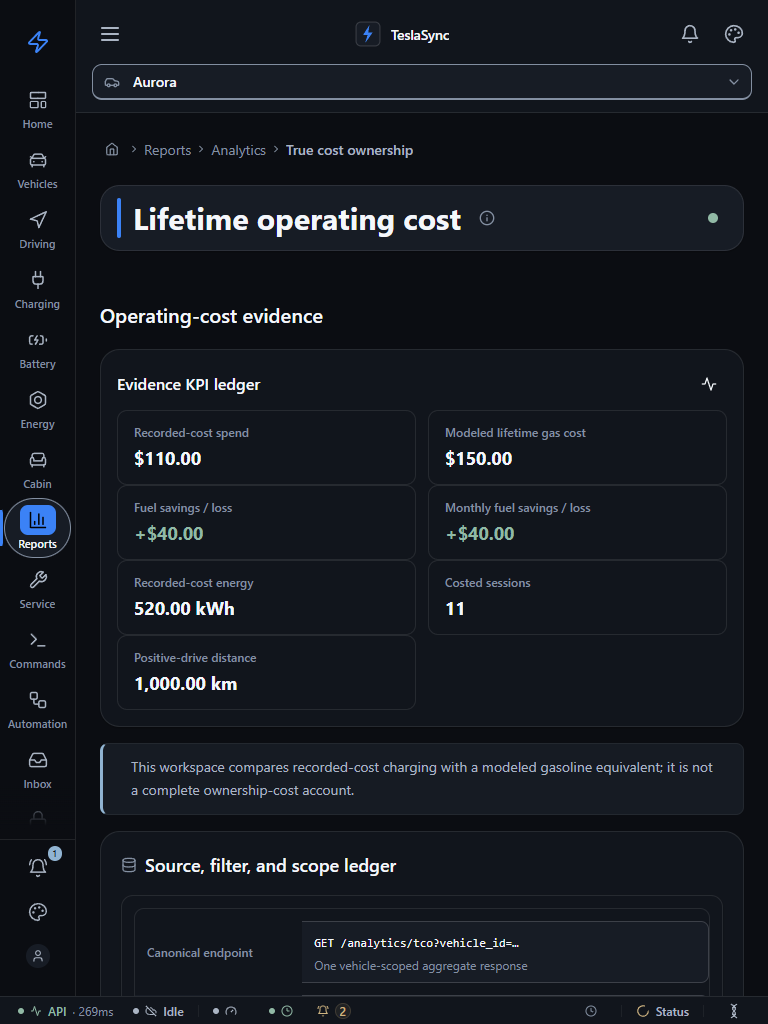 TeslaSync
Aurora
Home
Vehicles
Driving
Charging
Battery
Energy
Cabin
Reports
Service
Commands
Automation
Inbox
1
Reports
Analytics
True cost ownership
Lifetime operating cost
Operating-cost evidence
Evidence KPI ledger
Recorded-cost spend
$110.00
Modeled lifetime gas cost
$150.00
Fuel savings / loss
+$40.00
Monthly fuel savings / loss
+$40.00
Recorded-cost energy
520.00 kWh
Costed sessions
11
Positive-drive distance
1,000.00 km
This workspace compares recorded-cost charging with a modeled gasoline equivalent; it is not
a complete ownership-cost account.
Source, filter, and scope ledger
Canonical endpoint
GET /analytics/tco?vehicle_id=…
One vehicle-scoped aggregate response
API · 269ms
Idle
2
Status